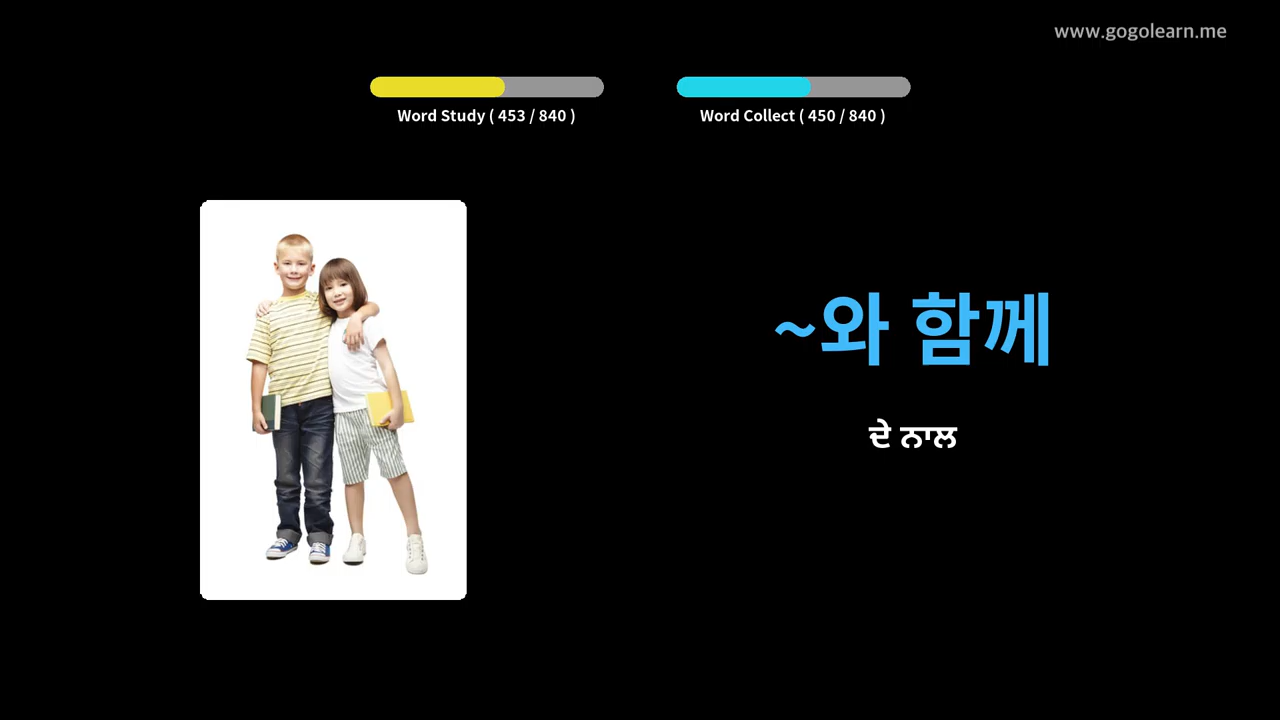 www.gogolearn.me
Word Study ( 453 / 840 )
Word Collect ( 450 / 840 )
~와 함께
ਦੇ ਨਾਲ